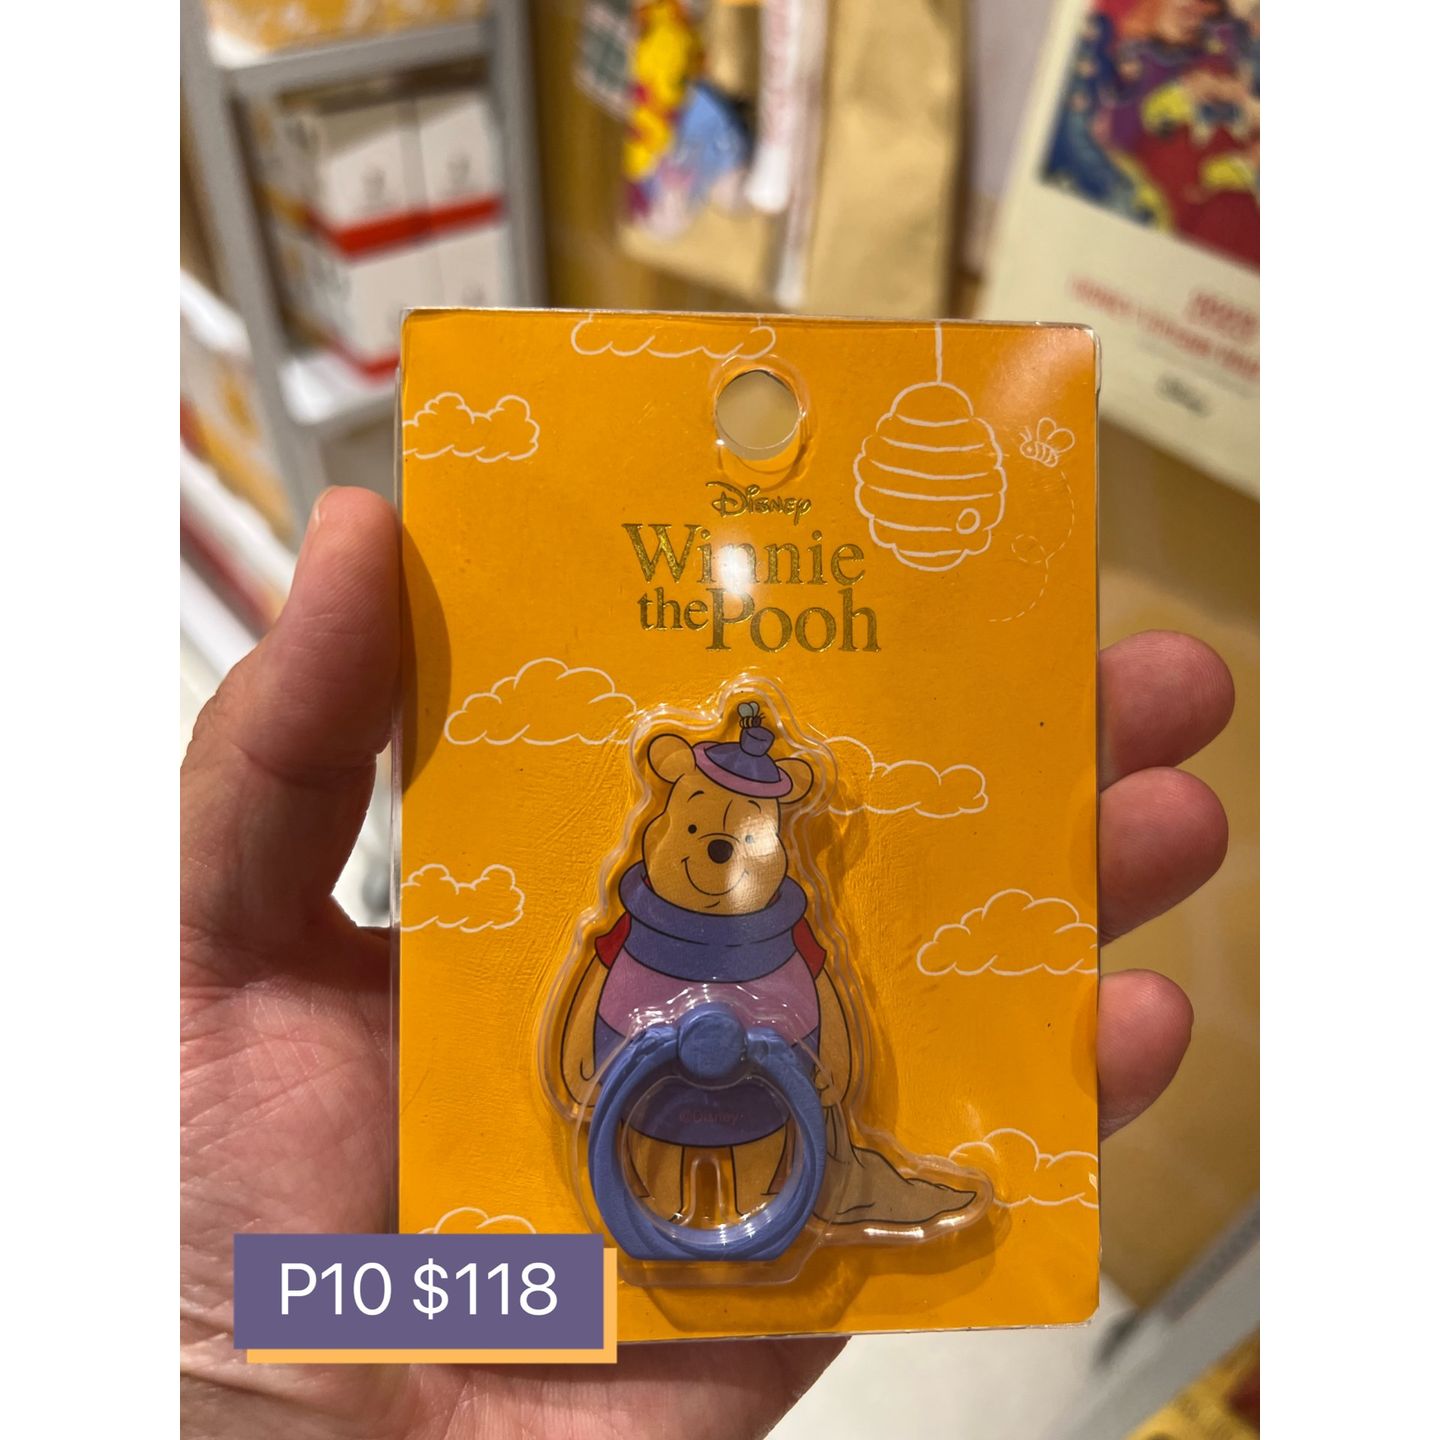 Disney
Winnie
the Pooh
©Disney
P10 $118